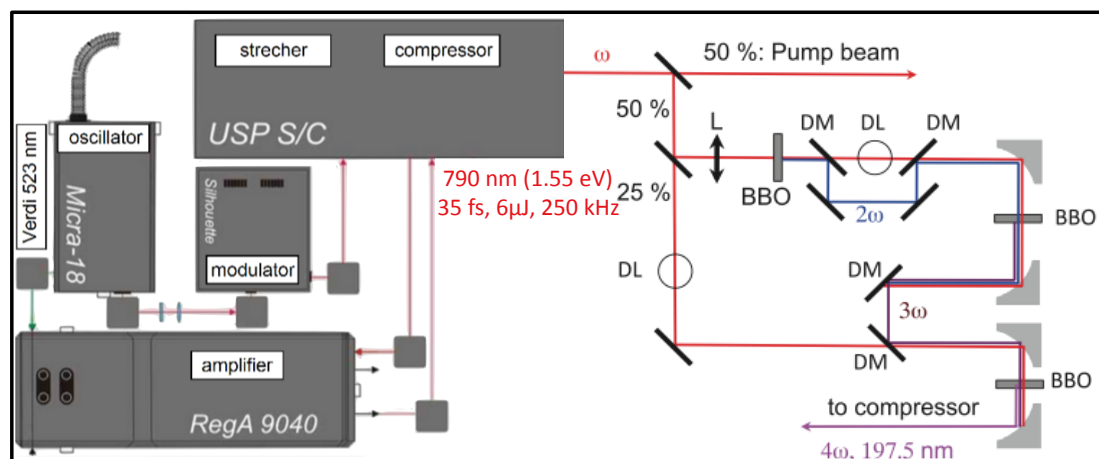 strecher
compressor
USP S/C
oscillator
Verdi 523 nm
Micra-18
Silhouette
modulator
amplifier
RegA 9040
790 nm (1.55 eV)
35 fs, 6µJ, 250 kHz
ω
50 %: Pump beam
50 %
L
DM
DL
DM
25 %
BBO
2ω
BBO
DL
DM
3ω
DM
BBO
to compressor
4ω, 197.5 nm